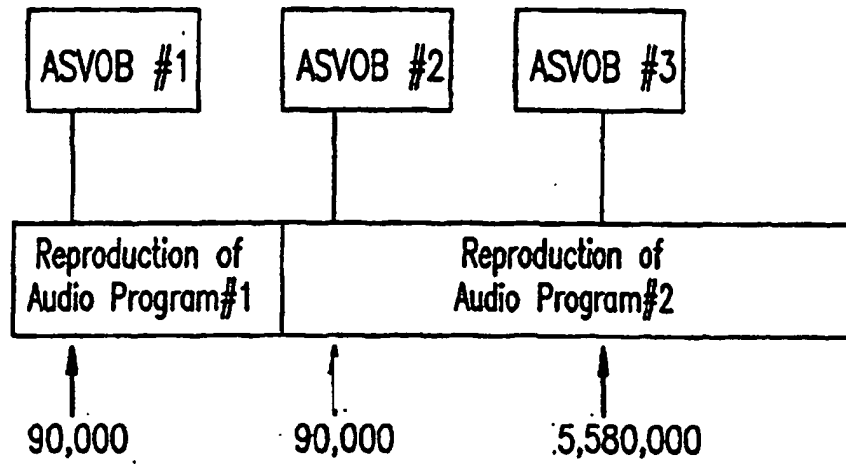 ASVOB #1
ASVOB #2
ASVOB #3
Reproduction of
Audio Program#1
Reproduction of
Audio Program#2
90,000
90,000
5,580,000